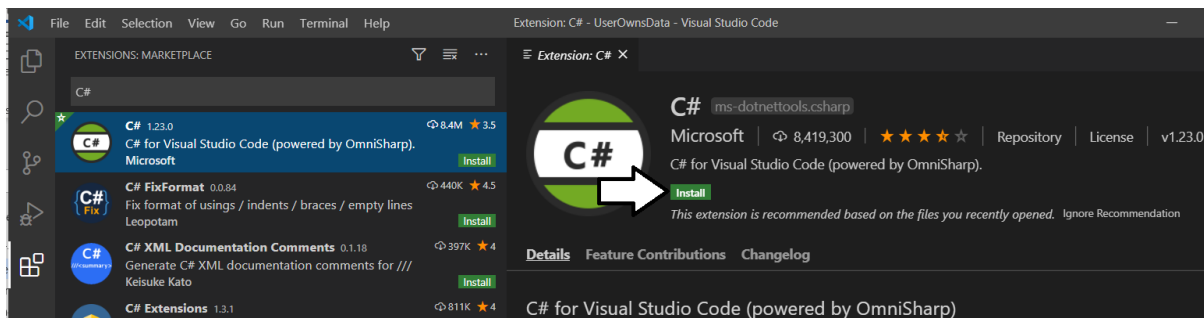 File Edit Selection View Go Run Terminal Help
Extension: C# - UserOwnsData - Visual Studio Code
EXTENSIONS: MARKETPLACE
C#
C# 1.23.0 8.4M ★ 3.5
C# for Visual Studio Code (powered by OmniSharp).
Microsoft Install
C# FixFormat 0.0.84 440K ★ 4.5
Fix format of usings / indents / braces / empty lines
Leopotam Install
C# XML Documentation Comments 0.1.18 397K ★ 4
Generate C# XML documentation comments for ///
Keisuke Kato Install
C# Extensions 1.3.1 811K ★ 4
C#
{C#}
Fix
C#
Extension: C# ×
C#
C# ms-dotnettools.csharp
Microsoft | 8,419,300 | Repository | License | v1.23.0
C# for Visual Studio Code (powered by OmniSharp).
Install
This extension is recommended based on the files you recently opened. Ignore Recommendation
Details Feature Contributions Changelog
C# for Visual Studio Code (powered by OmniSharp)